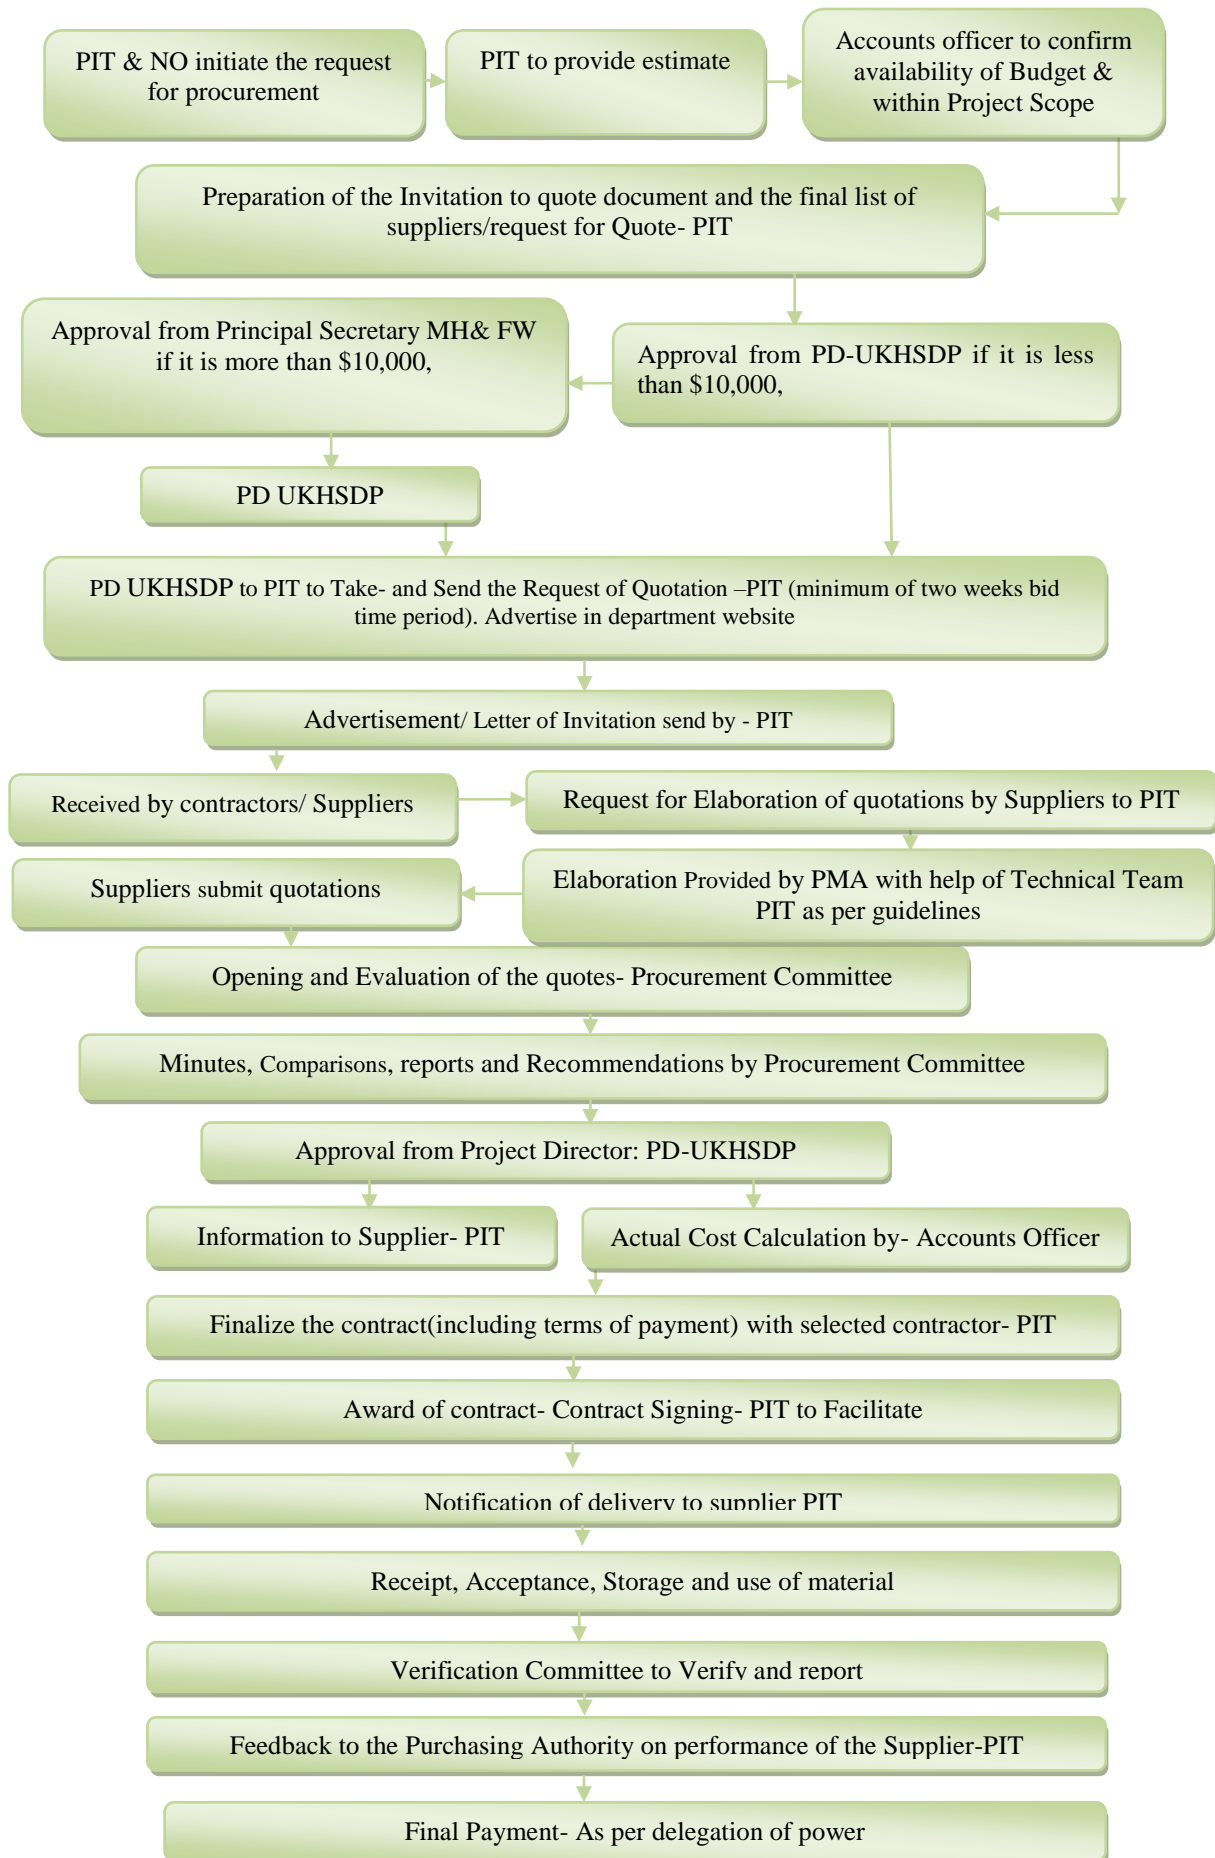 PIT & NO initiate the request
for procurement
PIT to provide estimate
Accounts officer to confirm
availability of Budget &
within Project Scope
Preparation of the Invitation to quote document and the final list of
suppliers/request for Quote- PIT
Approval from Principal Secretary MH& FW
if it is more than $10,000,
Approval from PD-UKHSDP if it is less
than $10,000,
PD UKHSDP
PD UKHSDP to PIT to Take- and Send the Request of Quotation –PIT (minimum of two weeks bid
time period). Advertise in department website
Advertisement/ Letter of Invitation send by - PIT
Received by contractors/ Suppliers
Request for Elaboration of quotations by Suppliers to PIT
Suppliers submit quotations
Elaboration Provided by PMA with help of Technical Team
PIT as per guidelines
Opening and Evaluation of the quotes- Procurement Committee
Minutes, Comparisons, reports and Recommendations by Procurement Committee
Approval from Project Director: PD-UKHSDP
Information to Supplier- PIT
Actual Cost Calculation by- Accounts Officer
Finalize the contract(including terms of payment) with selected contractor- PIT
Award of contract- Contract Signing- PIT to Facilitate
Notification of delivery to supplier PIT
Receipt, Acceptance, Storage and use of material
Verification Committee to Verify and report
Feedback to the Purchasing Authority on performance of the Supplier-PIT
Final Payment- As per delegation of power